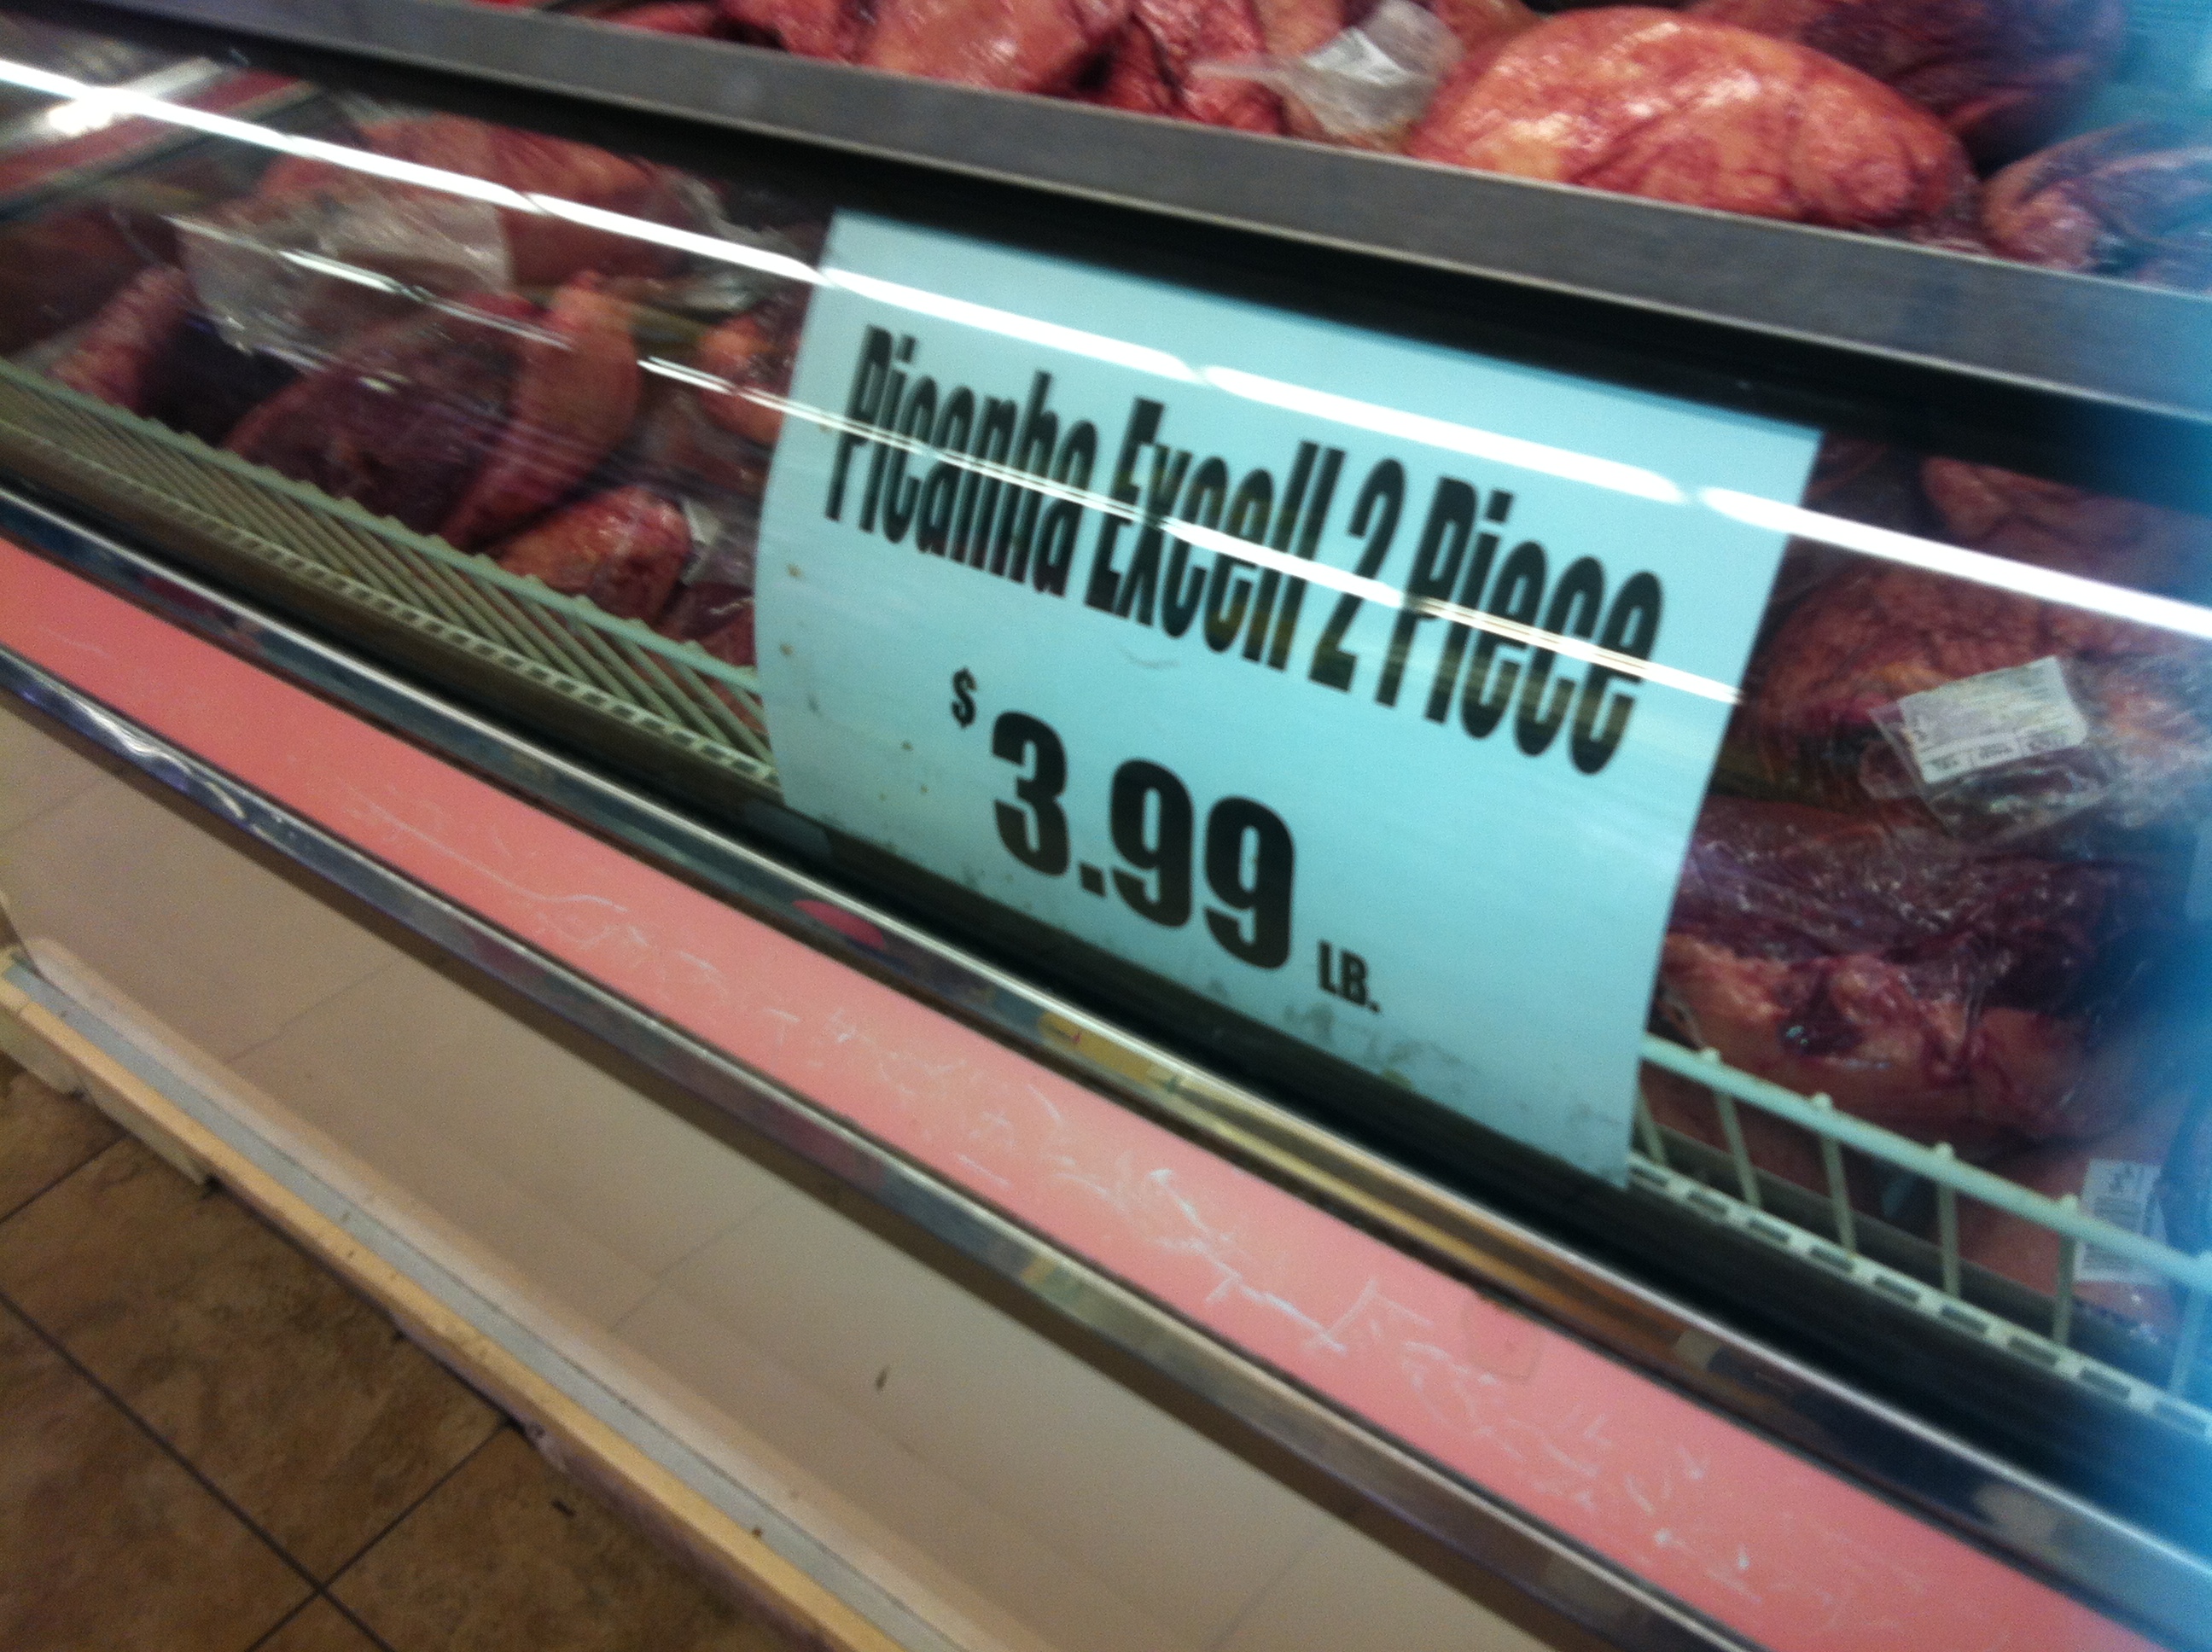 Picanha Excell 2 Piece
$3.99 LB.